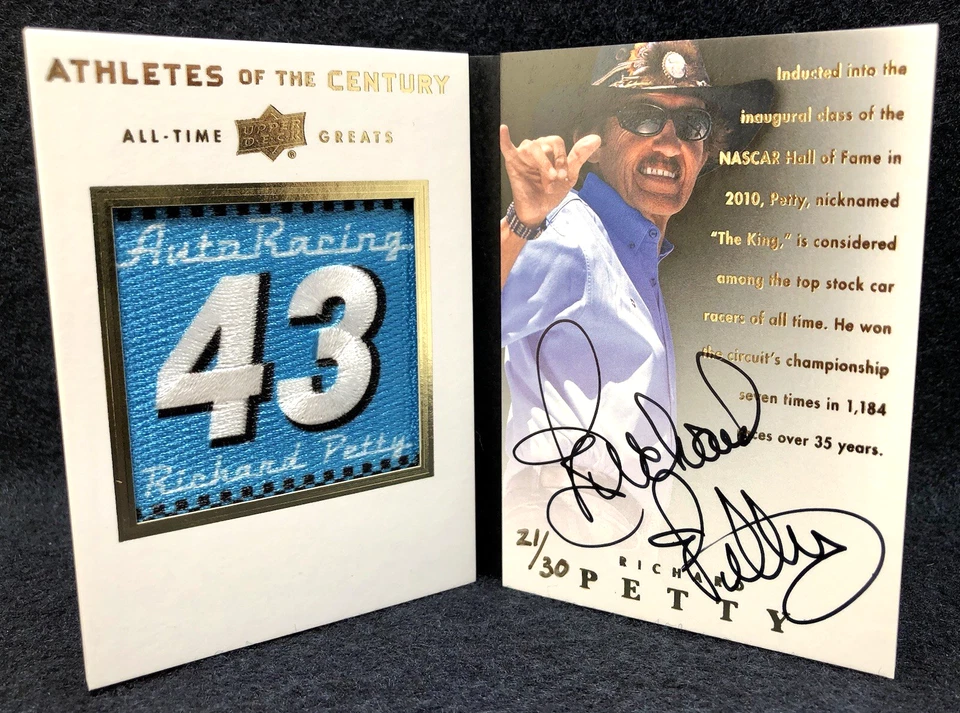 ATHLETES OF THE CENTURY
ALL-TIME UPPER DECK ® GREATS
Auto Racing
43
Richard Petty
Inducted into the
inaugural class of the
NASCAR Hall of Fame in
2010, Petty, nicknamed
"The King," is considered
among the top stock car
racers of all time. He won
the circuit's championship
seven times in 1,184
ces over 35 years.
Richard
Petty
21/30
RICHARD
PETTY